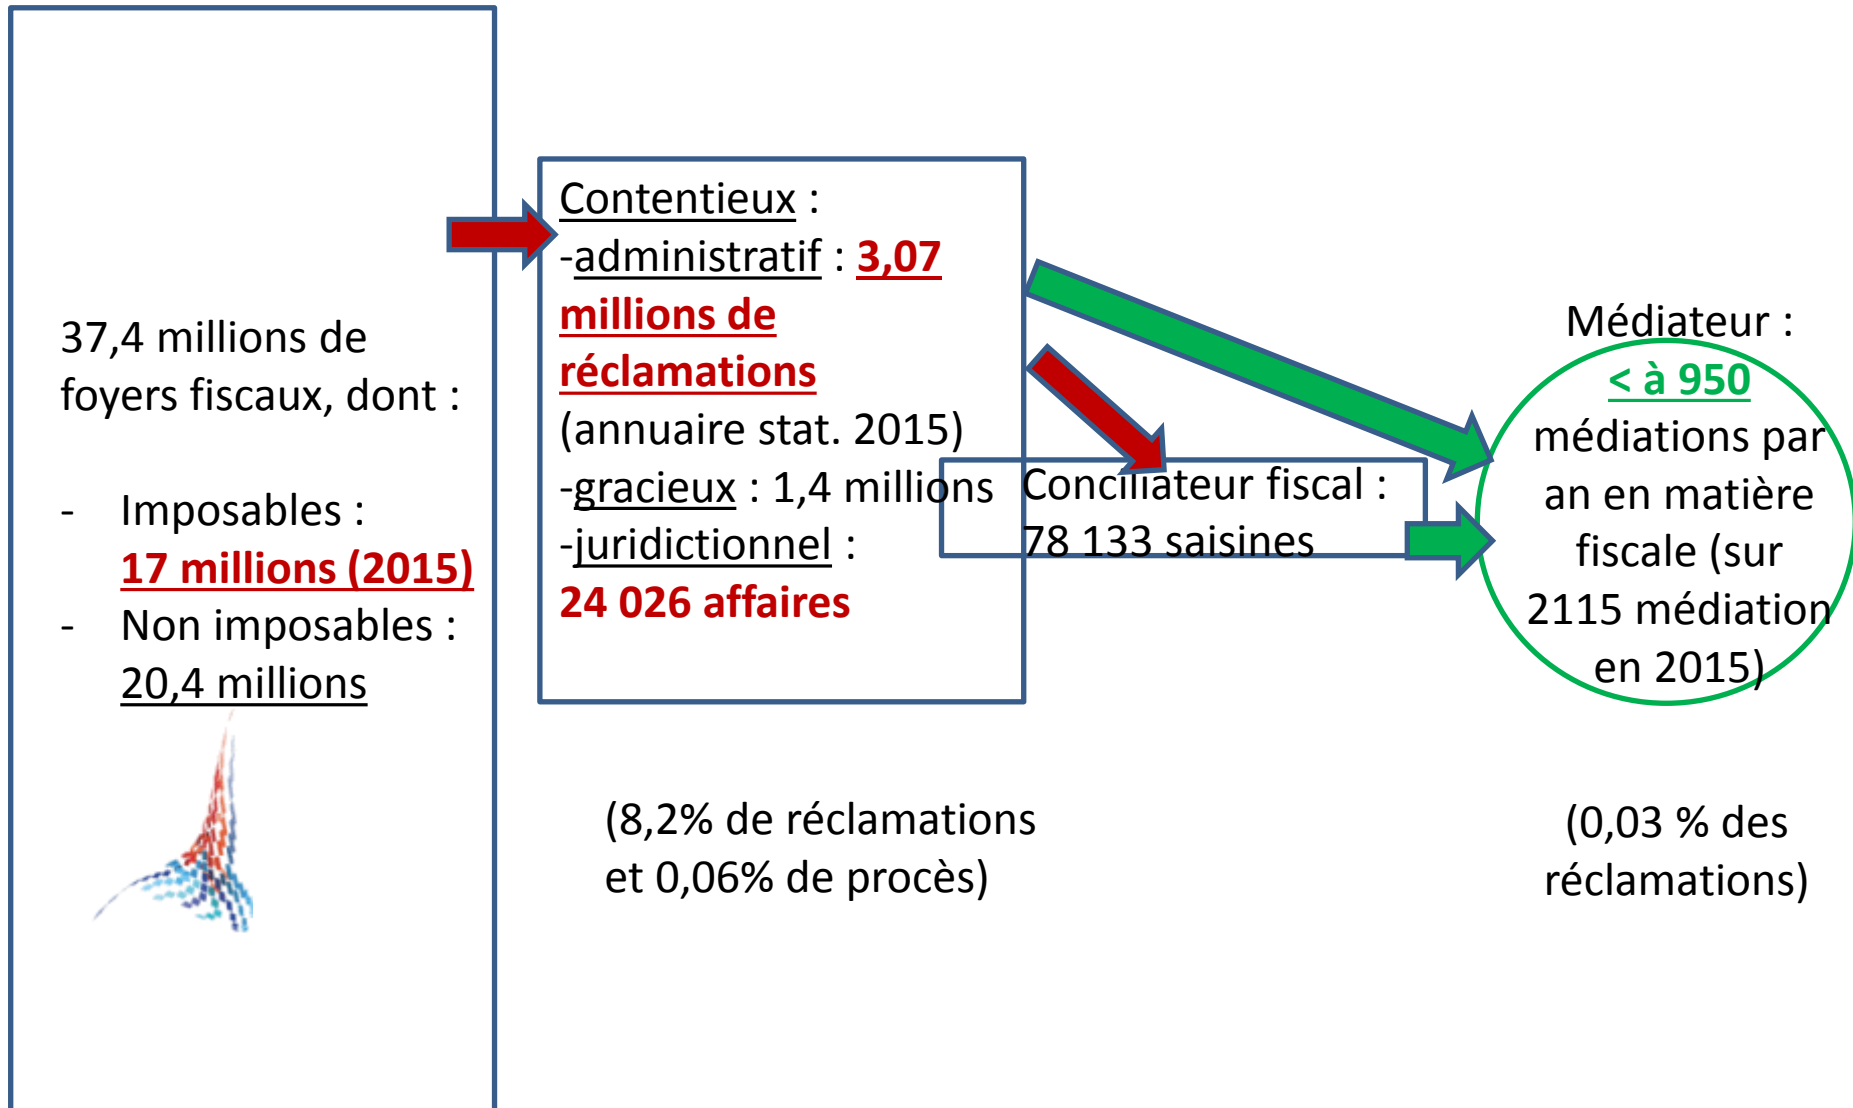 37,4 millions de
foyers fiscaux, dont :
- Imposables :
17 millions (2015)
- Non imposables :
20,4 millions
Contentieux :
-administratif : 3,07
millions de
réclamations
(annuaire stat. 2015)
-gracieux : 1,4 millions
-juridictionnel :
24 026 affaires
(8,2% de réclamations
et 0,06% de procès)
Conciliateur fiscal :
78 133 saisines
Médiateur :
< à 950
médiations par
an en matière
fiscale (sur
2115 médiation
en 2015)
(0,03 % des
réclamations)